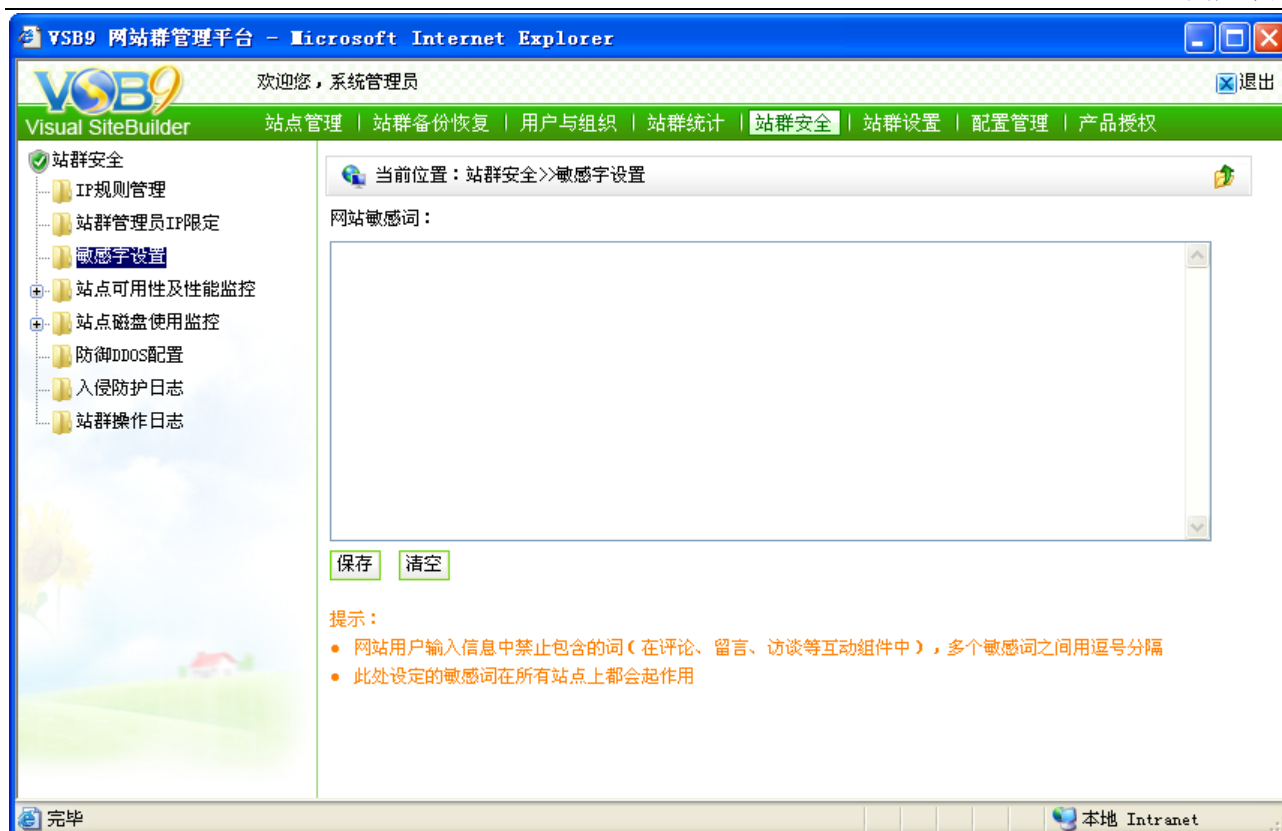 VSB9 网站群管理平台 - Microsoft Internet Explorer
VSB9
Visual SiteBuilder
欢迎您，系统管理员
退出
站点管理 | 站群备份恢复 | 用户与组织 | 站群统计 | 站群安全 | 站群设置 | 配置管理 | 产品授权
站群安全
IP规则管理
站群管理员IP限定
敏感字设置
站点可用性及性能监控
站点磁盘使用监控
防御DDOS配置
入侵防护日志
站群操作日志
当前位置：站群安全>>敏感字设置
网站敏感词：
保存 清空
提示：
● 网站用户输入信息中禁止包含的词（在评论、留言、访谈等互动组件中），多个敏感词之间用逗号分隔
● 此处设定的敏感词在所有站点上都会起作用
完毕
本地 Intranet